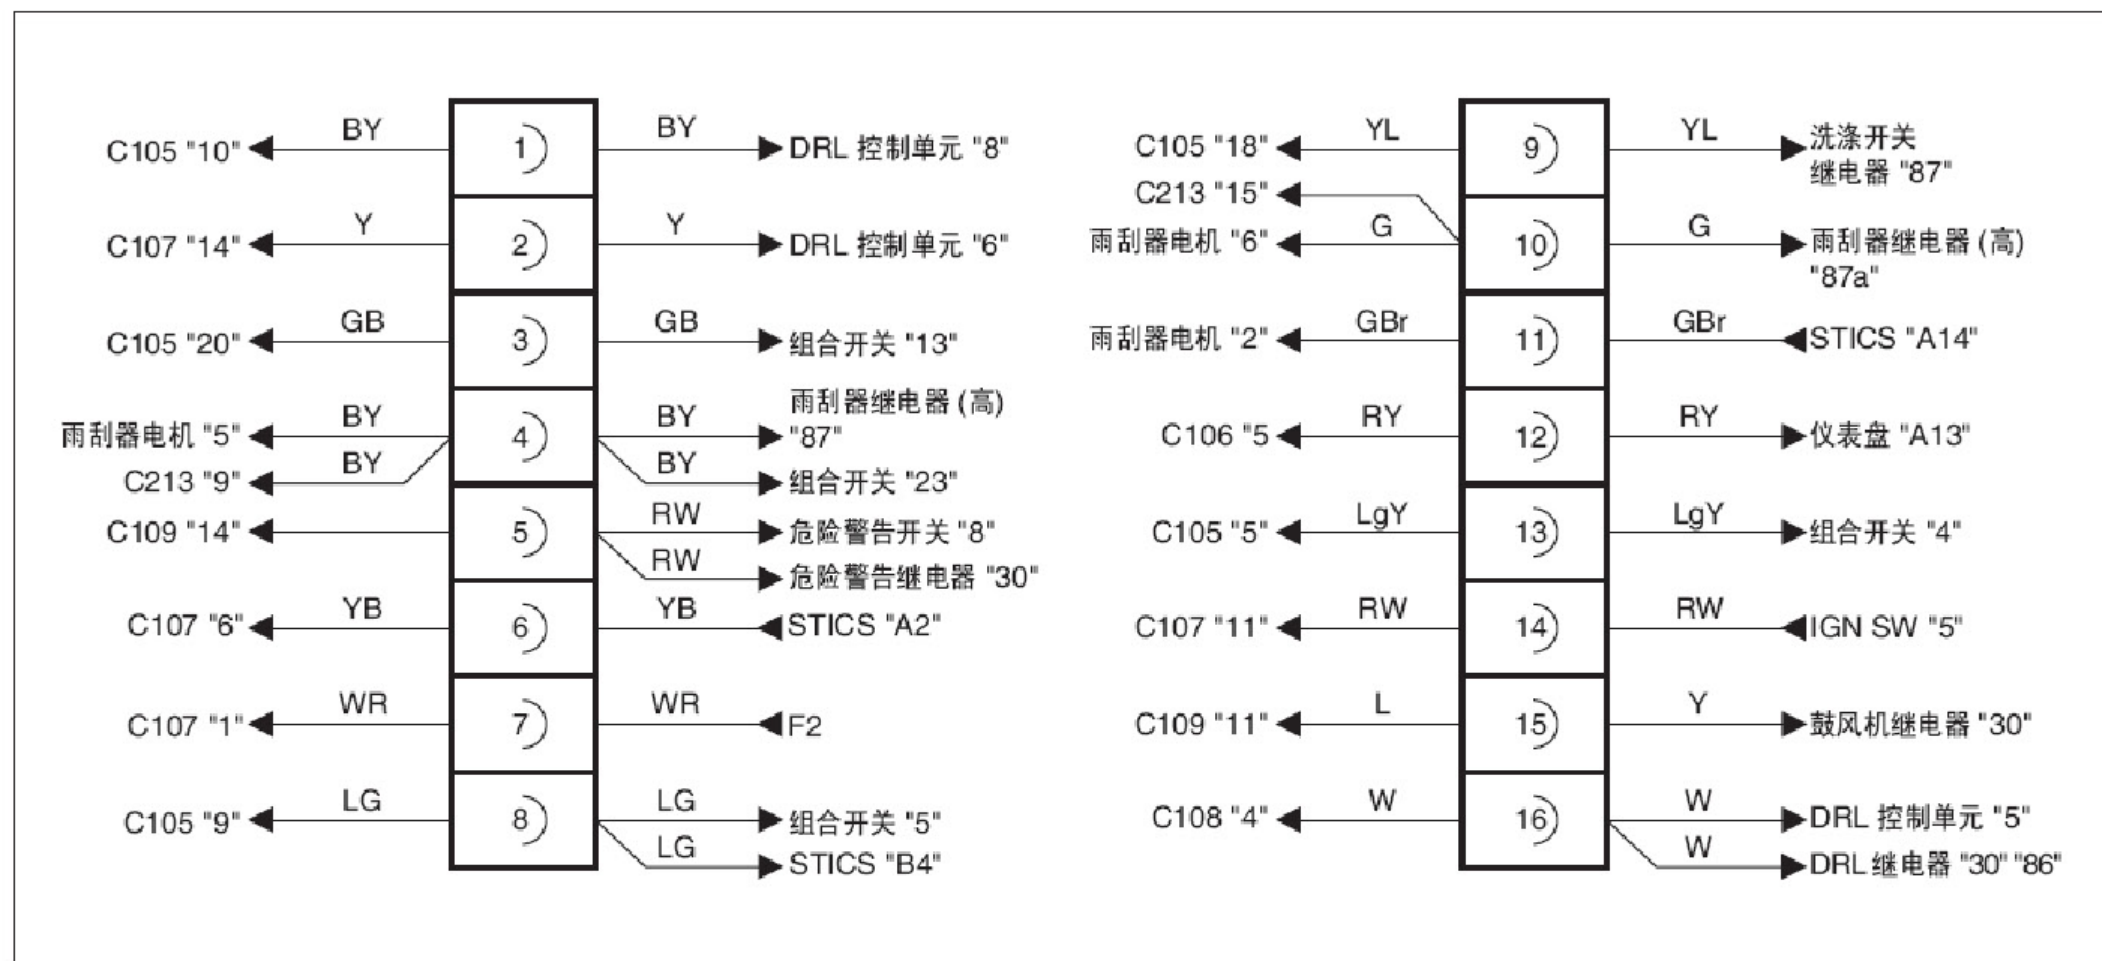 BY BY
C105 "10" 1 DRL 控制单元 "8"
Y Y
C107 "14" 2 DRL 控制单元 "6"
GB GB
C105 "20" 3 组合开关 "13"
雨刮器继电器 (高)
BY BY
雨刮器电机 "5" 4 "87"
BY BY
C213 "9" 组合开关 "23"
RW
C109 "14" 5 危险警告开关 "8"
RW
危险警告继电器 "30"
YB YB
C107 "6" 6 STICS "A2"
WR WR
C107 "1" 7 F2
LG LG
C105 "9" 8 组合开关 "5"
LG
STICS "B4"
YL YL 洗涤开关
C105 "18" 9
继电器 "87"
C213 "15"
G G
雨刮器电机 "6" 10 雨刮器继电器 (高)
"87a"
GBr GBr
雨刮器电机 "2" 11 STICS "A14"
RY RY
C106 "5 12 仪表盘 "A13"
LgY LgY
C105 "5" 13 组合开关 "4"
RW RW
C107 "11" 14 IGN SW "5"
L Y
C109 "11" 15 鼓风机继电器 "30"
W W
C108 "4" 16 DRL 控制单元 "5"
W
DRL 继电器 "30" "86"